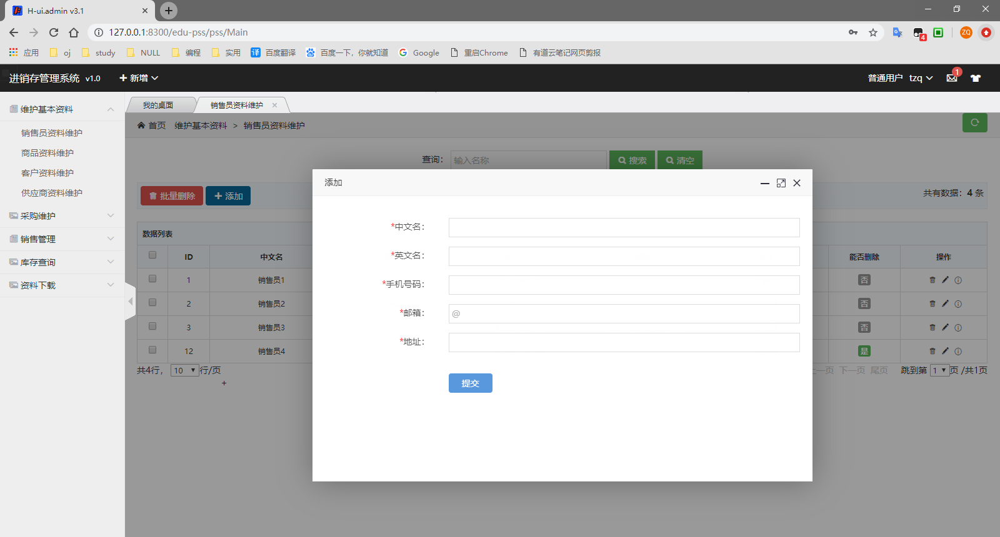 H-ui.admin v3.1
127.0.0.1:8300/edu-pss/pss/Main
4
ZQ
应用 oj study NULL 编程 实用 译 百度翻译 百度一下，你就知道 Google 重启Chrome 有道云笔记网页剪报
进销存管理系统 v1.0 新增 普通用户 tzq 1
维护基本资料
销售员资料维护
商品资料维护
客户资料维护
供应商资料维护
采购维护
销售管理
库存查询
资料下载
我的桌面 销售员资料维护
首页 维护基本资料 > 销售员资料维护
查询： 输入名称 搜索 清空
批量删除 添加 共有数据：4 条
数据列表
ID 中文名 能否删除 操作
1 销售员1 否
2 销售员2 否
3 销售员3 否
12 销售员4 是
共4行， 10 行/页 上一页 下一页 尾页 跳到第 1 页 /共1页
+
添加
*中文名：
*英文名：
*手机号码：
*邮箱： @
*地址：
提交